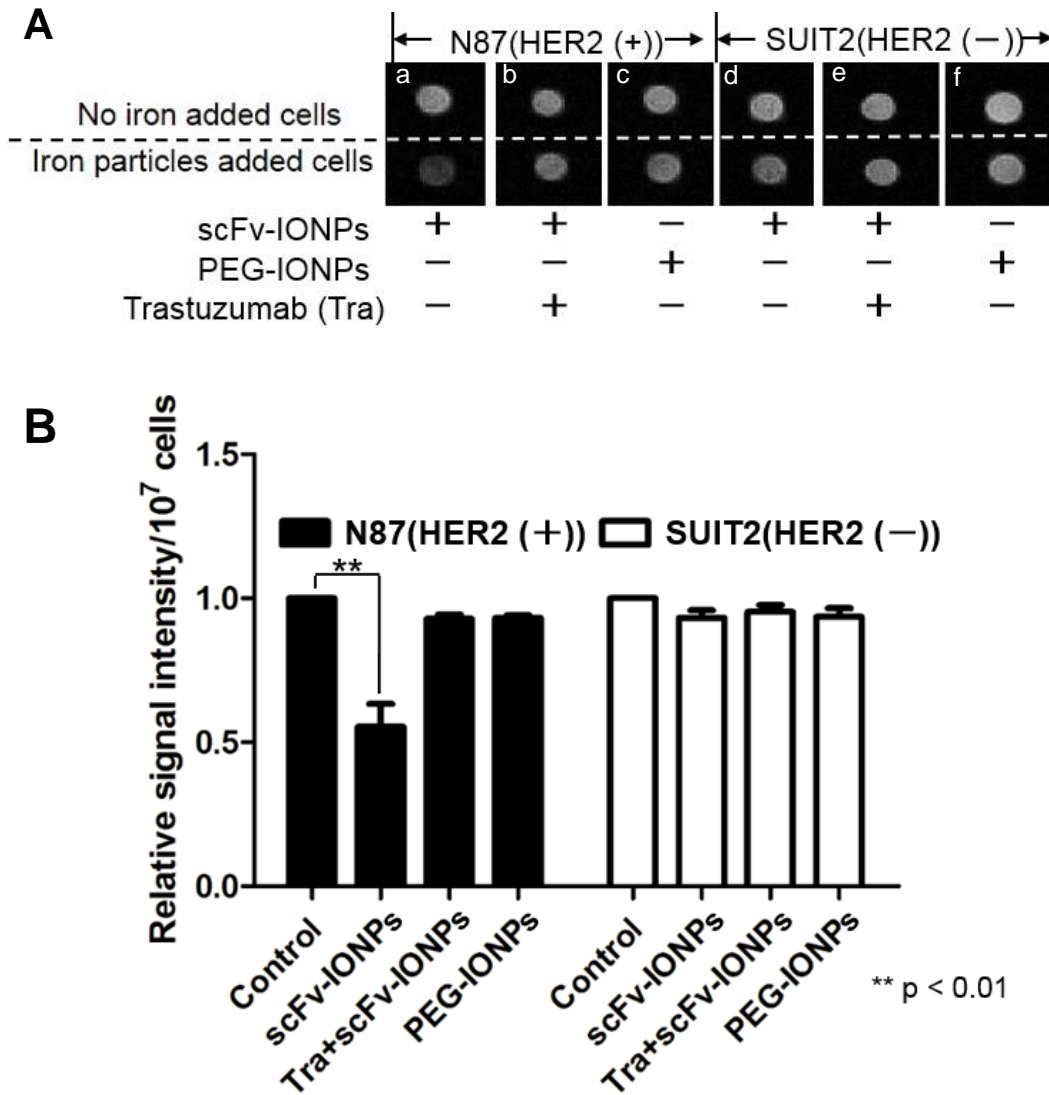 A
N87(HER2 (+)) SUIT2(HER2 (−))
a b c d e f
No iron added cells
Iron particles added cells
scFv-IONPs + + − + + −
PEG-IONPs − − + − − +
Trastuzumab (Tra) − + − − + −
B
Relative signal intensity/10⁷ cells
1.5
1.0
0.5
0.0
N87(HER2 (+)) SUIT2(HER2 (−))
**
Control scFv-IONPs Tra+scFv-IONPs PEG-IONPs Control scFv-IONPs Tra+scFv-IONPs PEG-IONPs
** p < 0.01